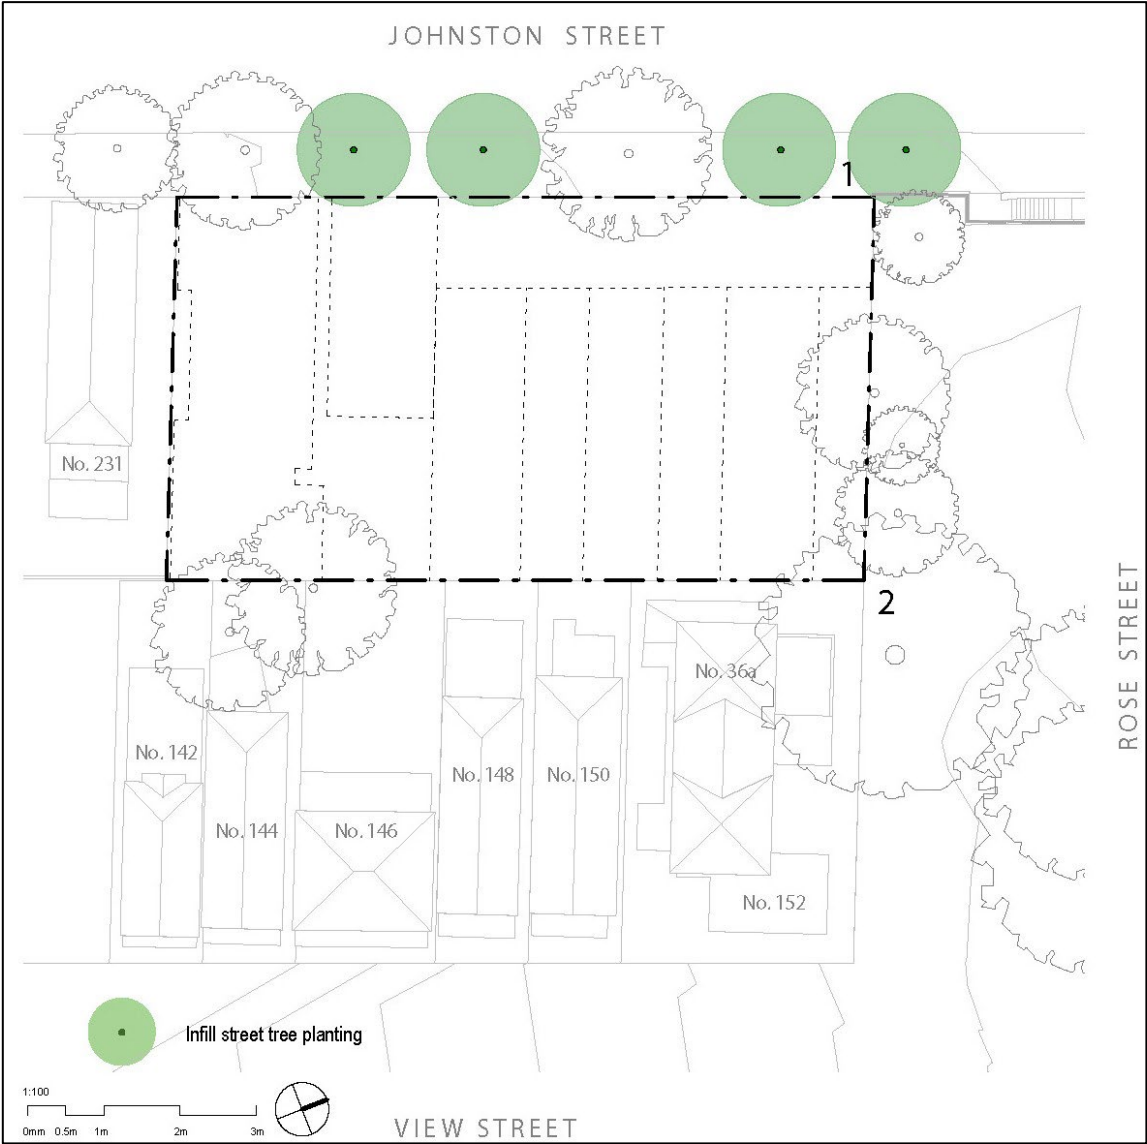 JOHNSTON STREET
1
No. 231
2
ROSE STREET
No. 36a
No. 142
No. 148
No. 150
No. 144
No. 146
No. 152
Infill street tree planting
1:100
0mm 0.5m 1m 2m 3m
VIEW STREET